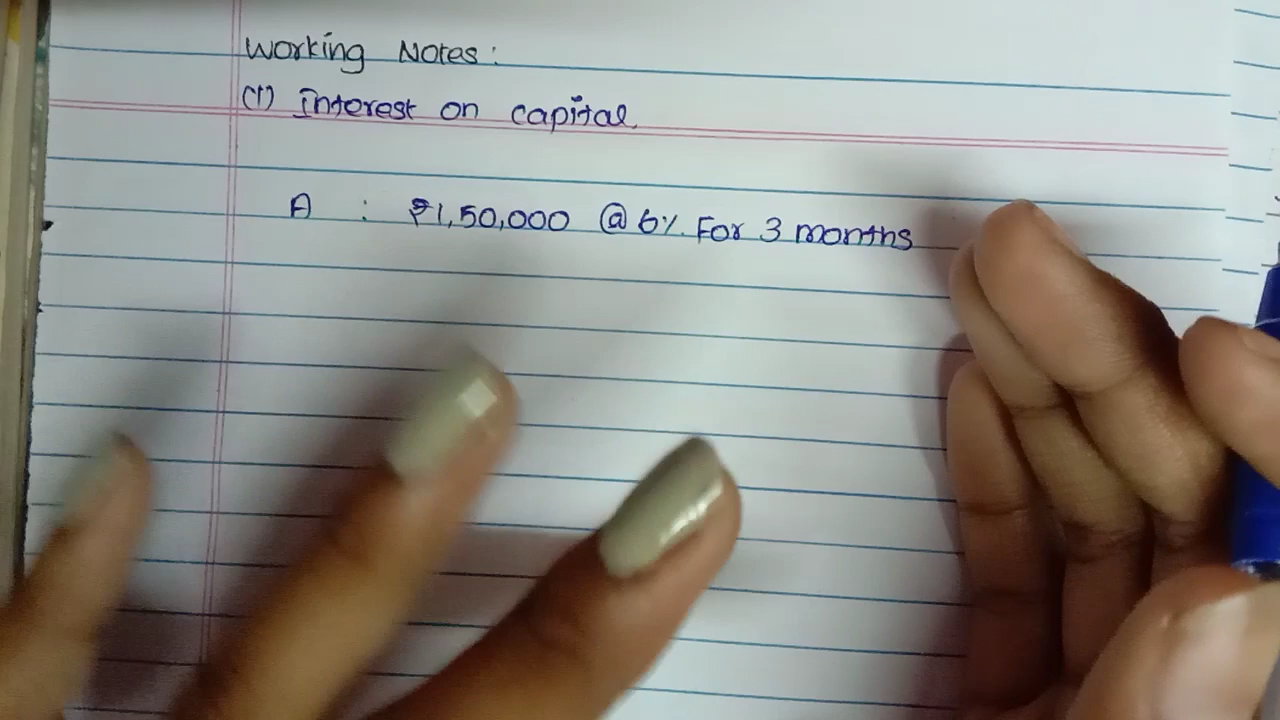 Working Notes:
(1) Interest on capital
A : ₹1,50,000 @ 6% For 3 months